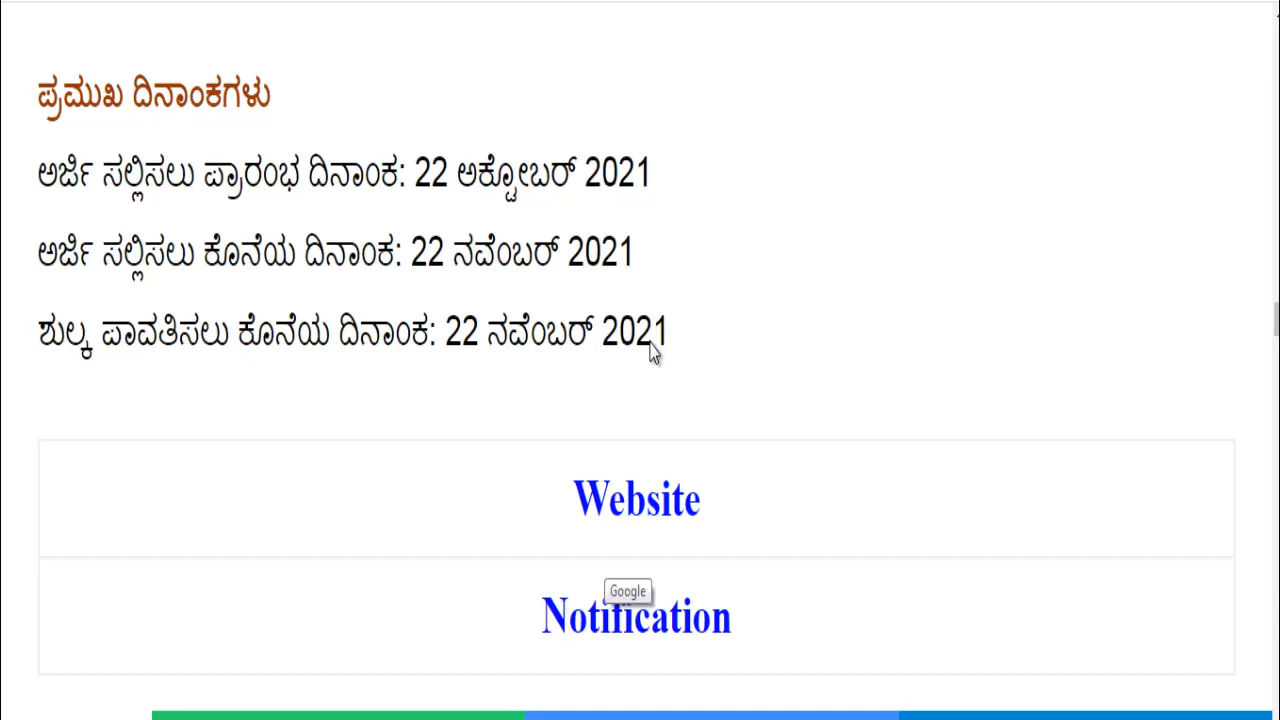 ಪ್ರಮುಖ ದಿನಾಂಕಗಳು
ಅರ್ಜಿ ಸಲ್ಲಿಸಲು ಪ್ರಾರಂಭ ದಿನಾಂಕ: 22 ಅಕ್ಟೋಬರ್ 2021
ಅರ್ಜಿ ಸಲ್ಲಿಸಲು ಕೊನೆಯ ದಿನಾಂಕ: 22 ನವೆಂಬರ್ 2021
ಶುಲ್ಕ ಪಾವತಿಸಲು ಕೊನೆಯ ದಿನಾಂಕ: 22 ನವೆಂಬರ್ 2021
Website
Google
Notification